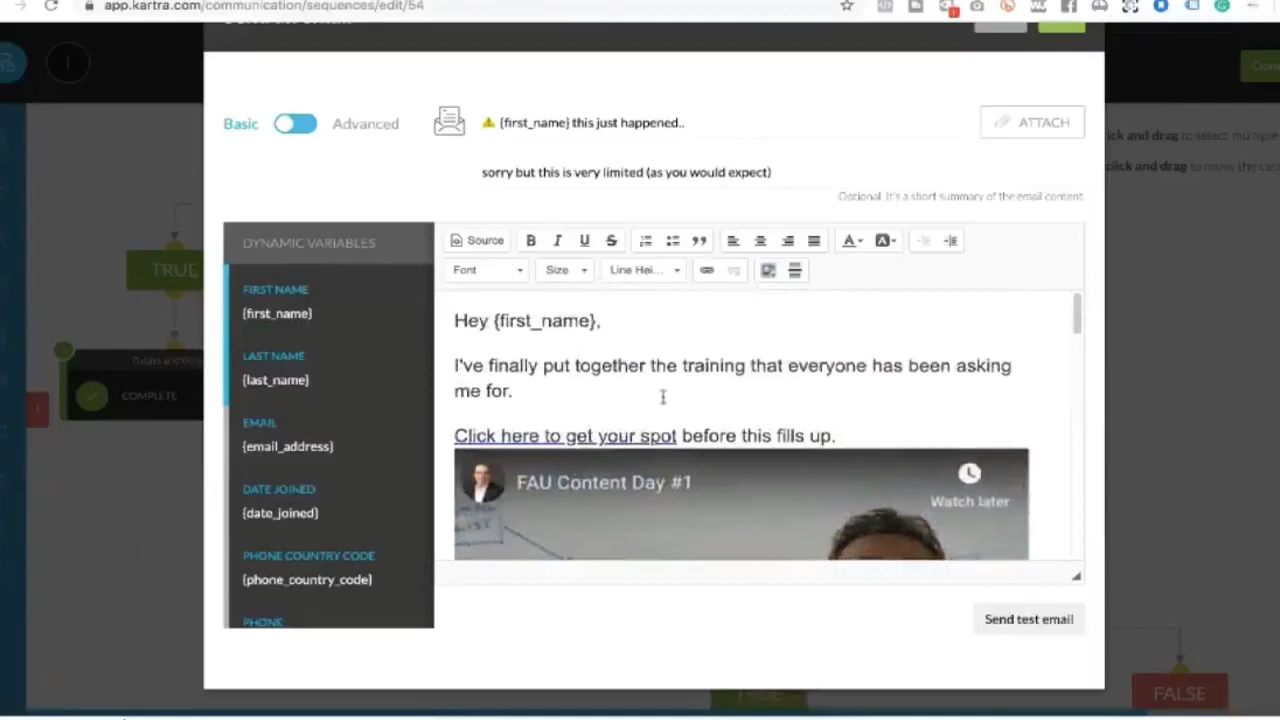 app.kartra.com/communication/sequences/edit/54
Basic
Advanced
{first_name} this just happened..
ATTACH
sorry but this is very limited (as you would expect)
Optional. It's a short summary of the email content.
ick and drag to select multiple
click and drag to move the can
Done
TRUE
COMPLETE
DYNAMIC VARIABLES
FIRST NAME
{first_name}
LAST NAME
{last_name}
EMAIL
{email_address}
DATE JOINED
{date_joined}
PHONE COUNTRY CODE
{phone_country_code}
PHONE
Source
B I U S
A A
Font
Size
Line Hei...
Hey {first_name},
I've finally put together the training that everyone has been asking
me for.
Click here to get your spot before this fills up.
FAU Content Day #1
Watch later
Send test email
TRUE
FALSE